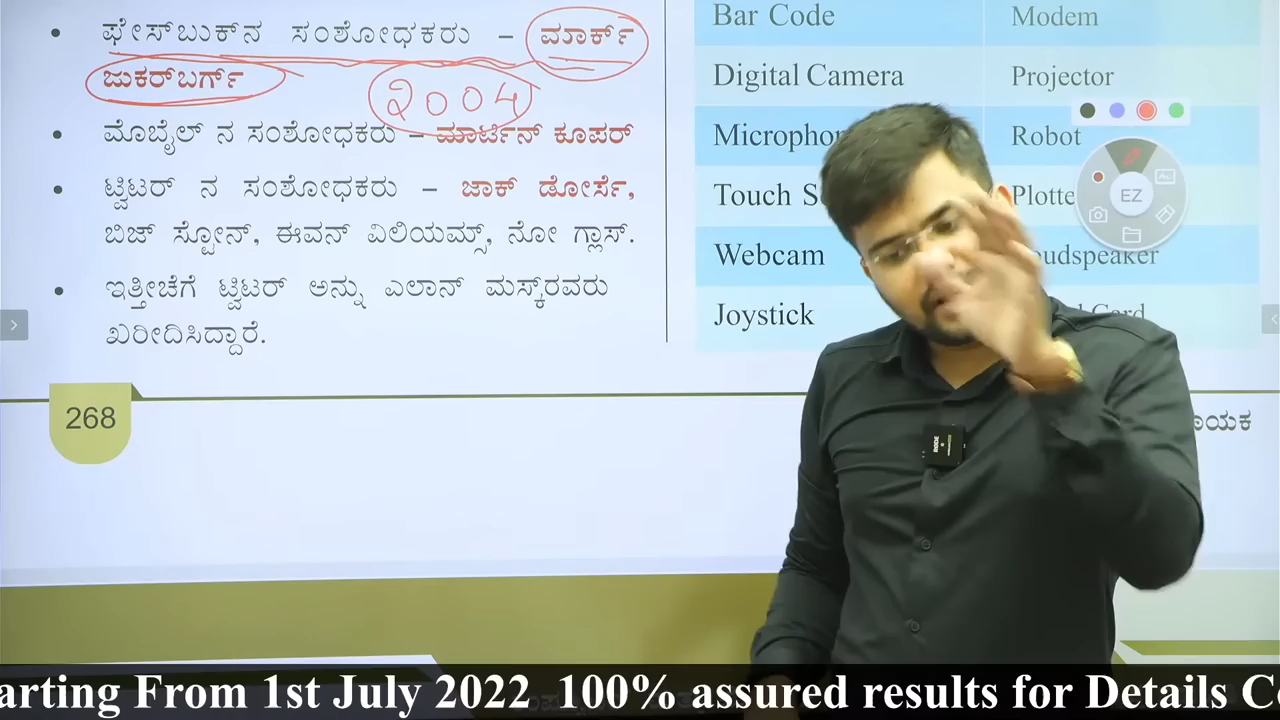 • ಫೇಸ್‌ಬುಕ್‌ನ ಸಂಶೋಧಕರು – ಮಾರ್ಕ್
ಜುಕರ್‌ಬರ್ಗ್
2004
• ಮೊಬೈಲ್ ನ ಸಂಶೋಧಕರು – ಮಾರ್ಟಿನ್ ಕೂಪರ್
• ಟ್ವಿಟರ್ ನ ಸಂಶೋಧಕರು – ಜಾಕ್ ಡೋರ್ಸೆ,
ಬಿಜ್ ಸ್ಟೋನ್, ಈವನ್ ವಿಲಿಯಮ್ಸ್, ನೋ ಗ್ಲಾಸ್.
• ಇತ್ತೀಚೆಗೆ ಟ್ವಿಟರ್ ಅನ್ನು ಎಲಾನ್ ಮಸ್ಕ್‌ರವರು
ಖರೀದಿಸಿದ್ದಾರೆ.
268
Bar Code Modem
Digital Camera Projector
Robot
Touch
Webcam
Joystick
EZ
RODE
arting From 1st July 2022 100% assured results for Details C